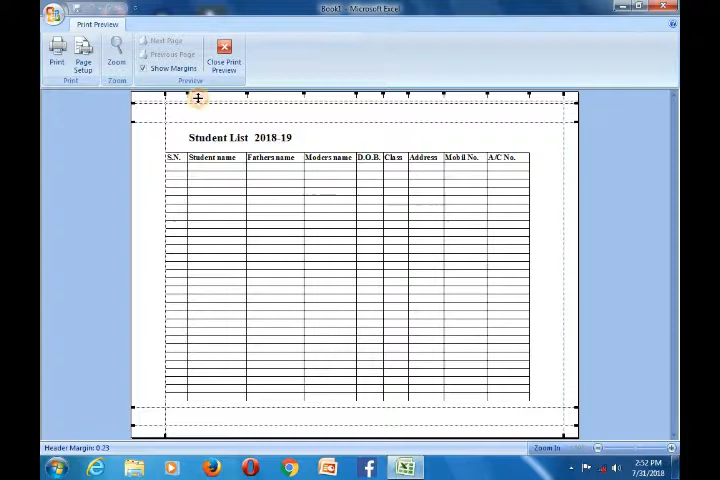 Book1 - Microsoft Excel
Print Preview
Print
Page Setup
Zoom
Next Page
Previous Page
Show Margins
Close Print Preview
Print
Zoom
Preview
Student List 2018-19
S.N. Student name Fathers name Moders name D.O.B. Class Address Mobil No. A/C No.
Header Margin: 0.23
Zoom In
2:52 PM
7/31/2018